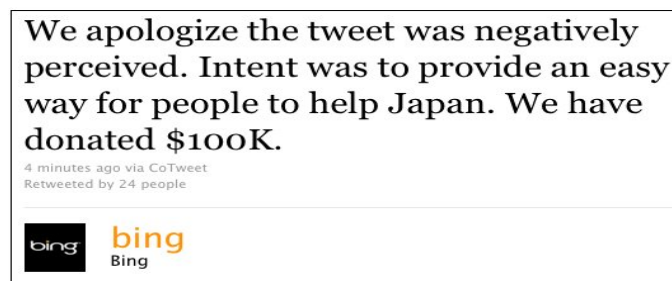 We apologize the tweet was negatively
perceived. Intent was to provide an easy
way for people to help Japan. We have
donated $100K.
4 minutes ago via CoTweet
Retweeted by 24 people
bing
bing
Bing